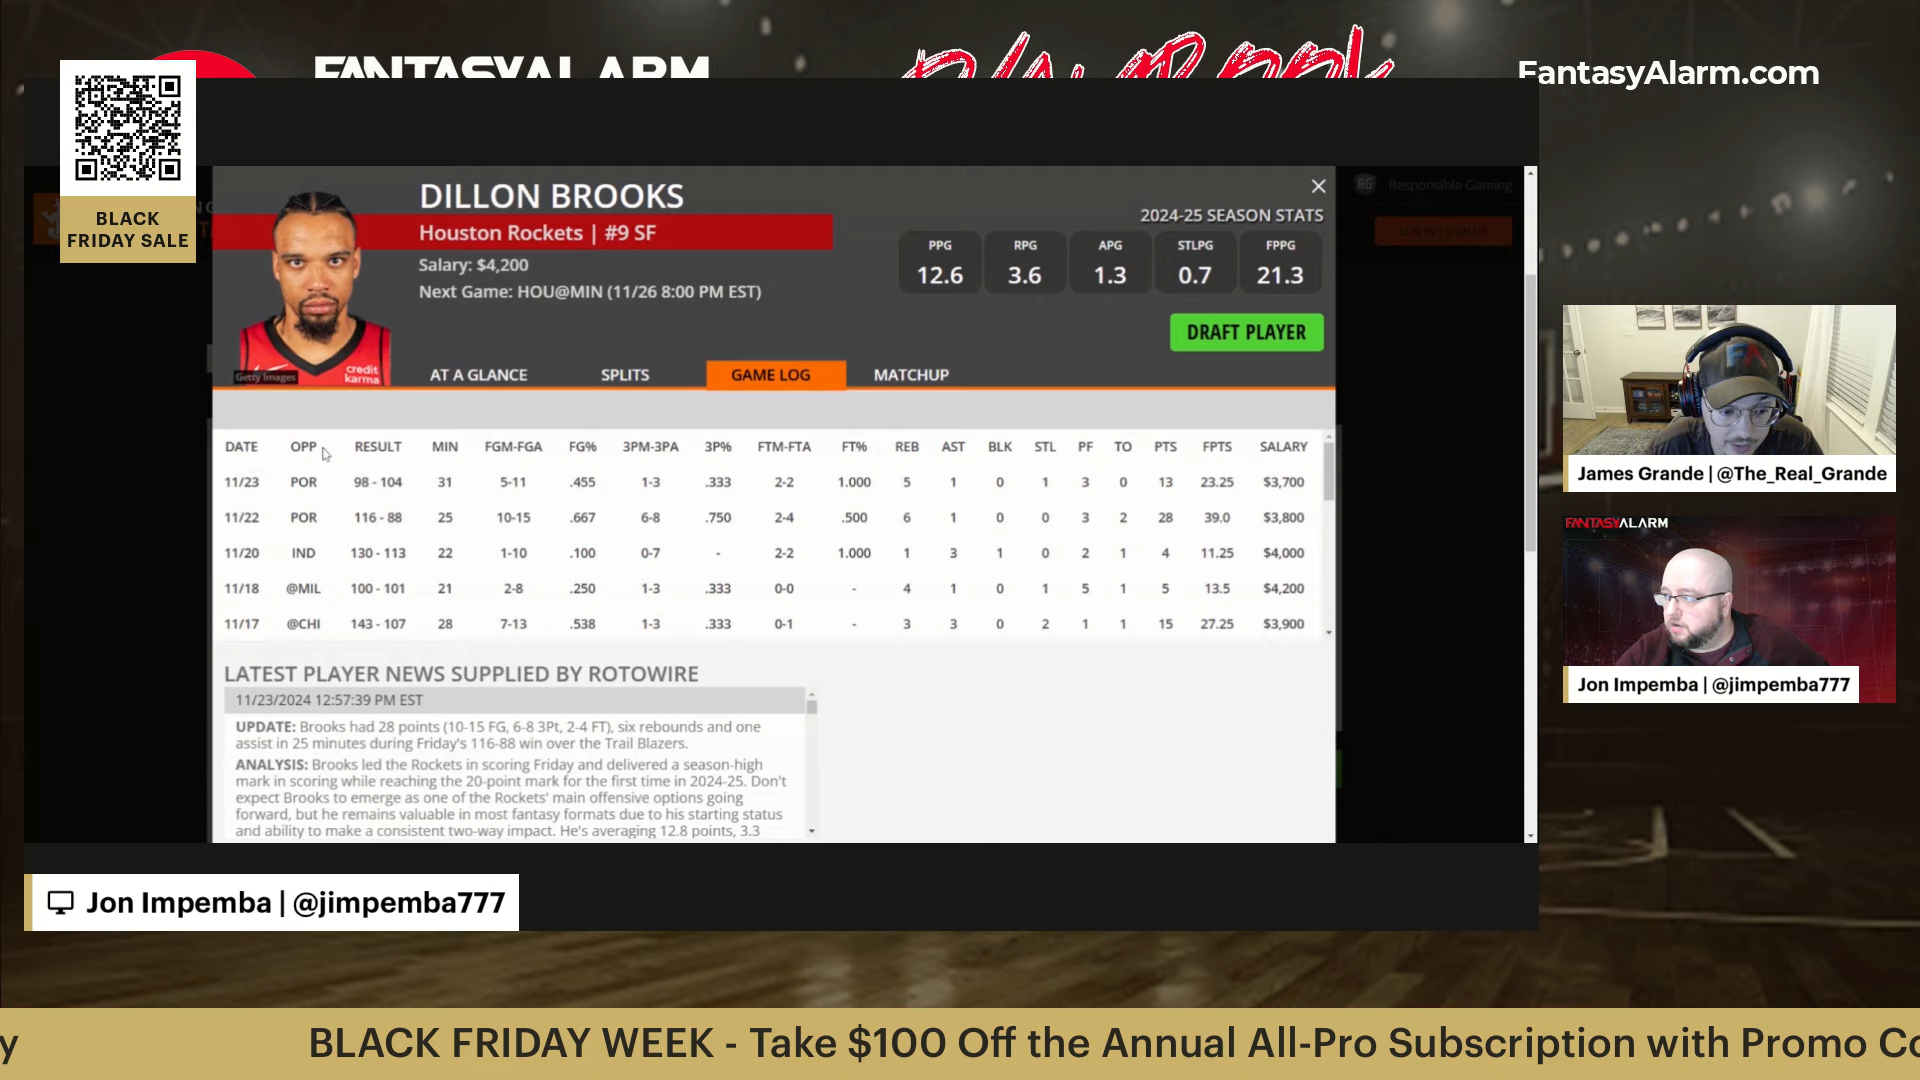 FANTASYALARM
FantasyAlarm.com
BLACK
FRIDAY SALE
DILLON BROOKS
Houston Rockets | #9 SF
Salary: $4,200
Next Game: HOU@MIN (11/26 8:00 PM EST)
2024-25 SEASON STATS
PPG RPG APG STLPG FPPG
12.6 3.6 1.3 0.7 21.3
DRAFT PLAYER
Responsible Gaming
RG
Getty Images
credit
karma
AT A GLANCE SPLITS GAME LOG MATCHUP
DATE OPP RESULT MIN FGM-FGA FG% 3PM-3PA 3P% FTM-FTA FT% REB AST BLK STL PF TO PTS FPTS SALARY
11/23 POR 98 - 104 31 5-11 .455 1-3 .333 2-2 1.000 5 1 0 1 3 0 13 23.25 $3,700
11/22 POR 116 - 88 25 10-15 .667 6-8 .750 2-4 .500 6 1 0 0 3 2 28 39.0 $3,800
11/20 IND 130 - 113 22 1-10 .100 0-7 - 2-2 1.000 1 3 1 0 2 1 4 11.25 $4,000
11/18 @MIL 100 - 101 21 2-8 .250 1-3 .333 0-0 - 4 1 0 1 5 1 5 13.5 $4,200
11/17 @CHI 143 - 107 28 7-13 .538 1-3 .333 0-1 - 3 3 0 2 1 1 15 27.25 $3,900
LATEST PLAYER NEWS SUPPLIED BY ROTOWIRE
11/23/2024 12:57:39 PM EST
UPDATE: Brooks had 28 points (10-15 FG, 6-8 3Pt, 2-4 FT), six rebounds and one
assist in 25 minutes during Friday's 116-88 win over the Trail Blazers.
ANALYSIS: Brooks led the Rockets in scoring Friday and delivered a season-high
mark in scoring while reaching the 20-point mark for the first time in 2024-25. Don't
expect Brooks to emerge as one of the Rockets' main offensive options going
forward, but he remains valuable in most fantasy formats due to his starting status
and ability to make a consistent two-way impact. He's averaging 12.8 points, 3.3
James Grande | @The_Real_Grande
FANTASYALARM
Jon Impemba | @jimpemba777
Jon Impemba | @jimpemba777
y BLACK FRIDAY WEEK - Take $100 Off the Annual All-Pro Subscription with Promo Co